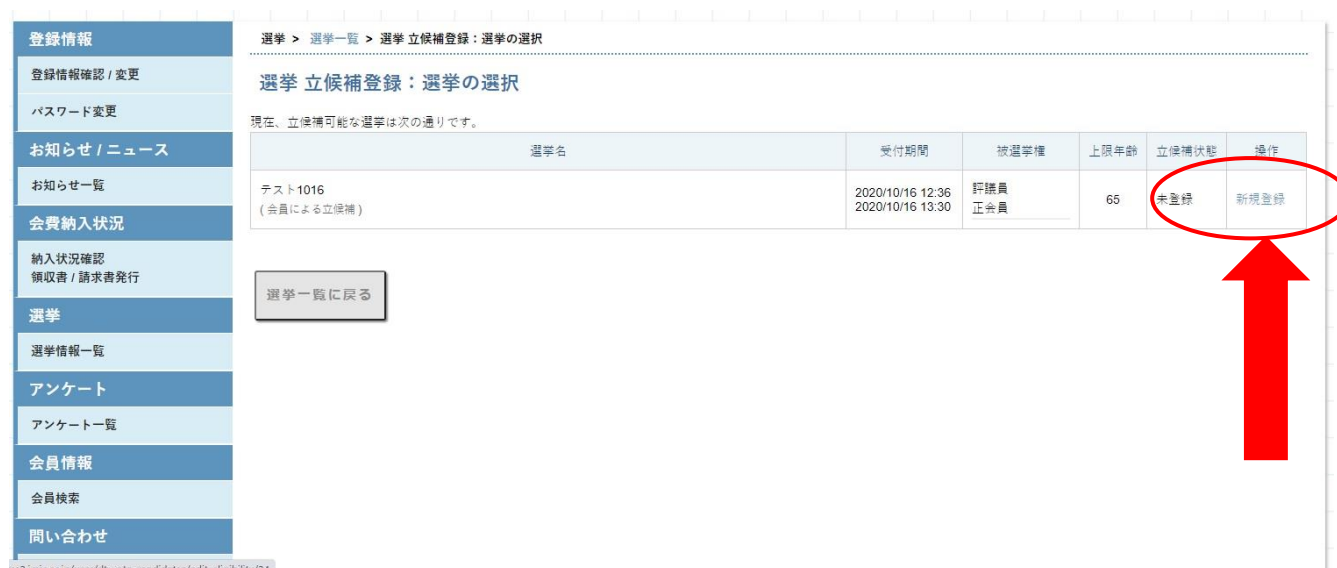 登録情報
登録情報確認 / 変更
パスワード変更
お知らせ / ニュース
お知らせ一覧
会費納入状況
納入状況確認
領収書 / 請求書発行
選挙
選挙情報一覧
アンケート
アンケート一覧
会員情報
会員検索
問い合わせ
選挙 > 選挙一覧 > 選挙 立候補登録：選挙の選択
選挙 立候補登録：選挙の選択
現在、立候補可能な選挙は次の通りです。
選挙名 受付期間 被選挙権 上限年齢 立候補状態 操作
テスト1016
( 会員による立候補 )
2020/10/16 12:36
2020/10/16 13:30
評議員
正会員
65
未登録
新規登録
選挙一覧に戻る